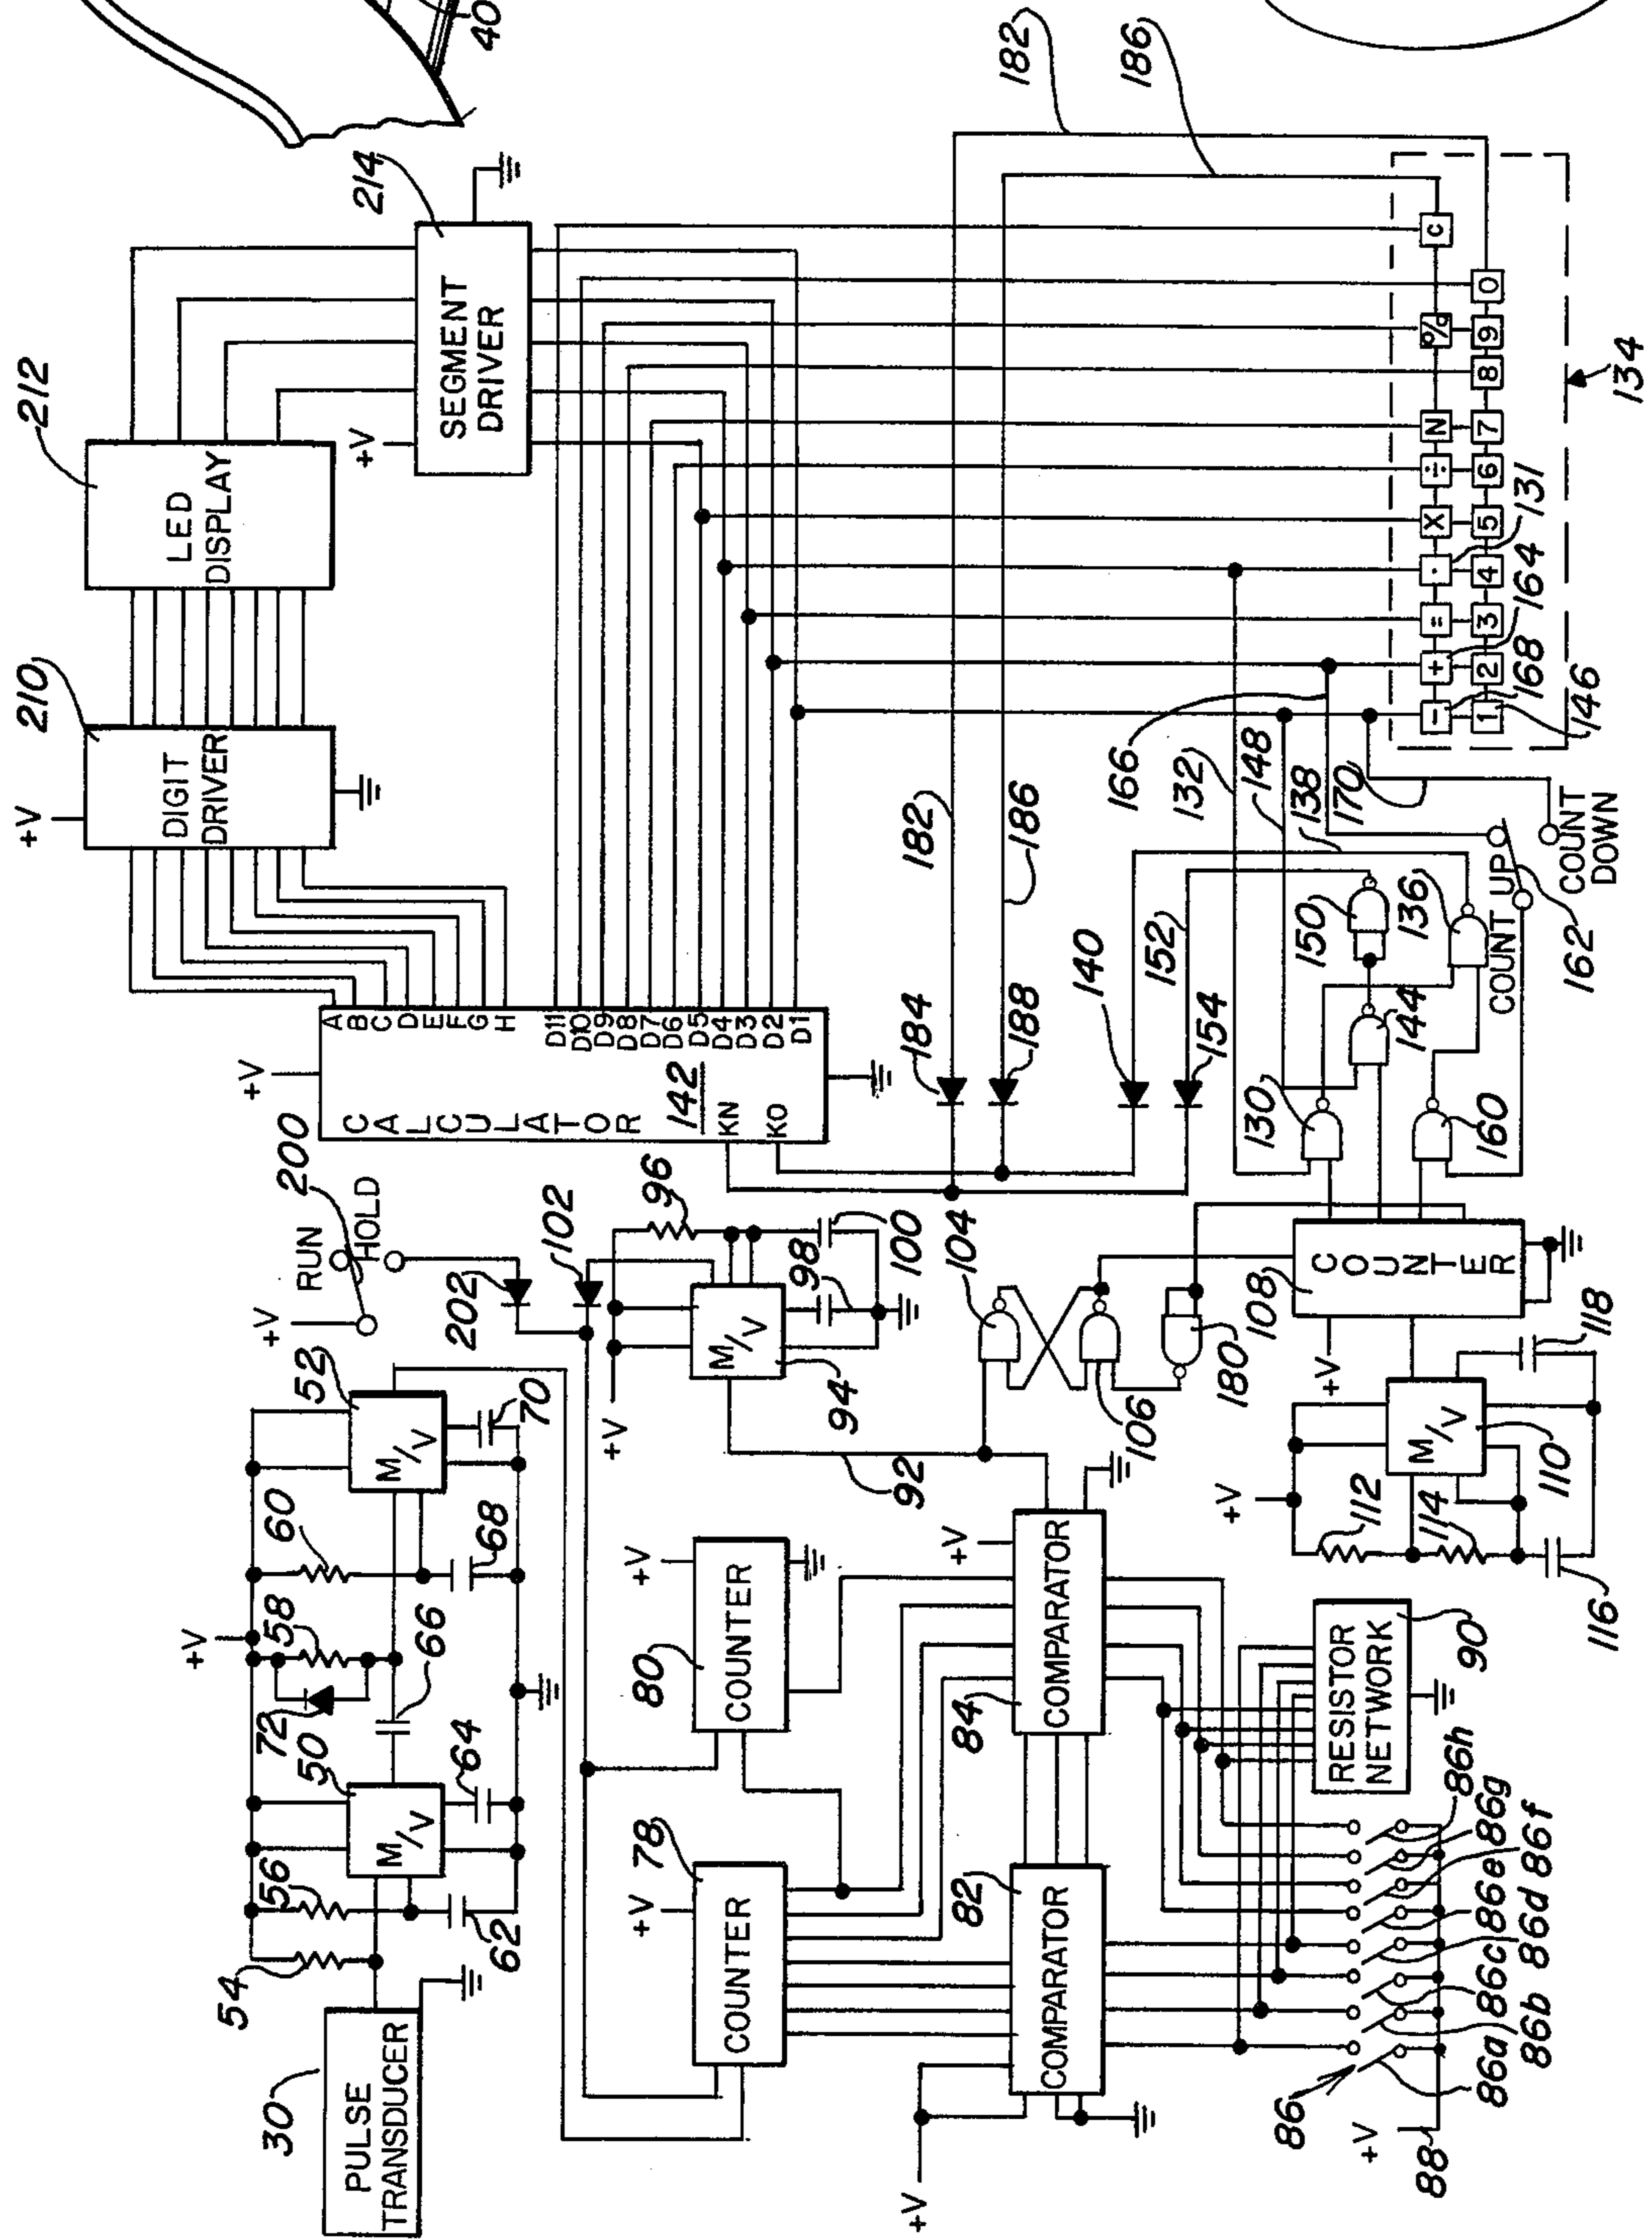 40
182
186
214
SEGMENT
DRIVER
+V
212
LED
DISPLAY
210
+V
DIGIT
DRIVER
A
B
C
D
E
F
G
H
D11
D10
D9
D8
D7
D6
D5
D4
D3
D2
D1
+V
CALCULATOR
142
KN
KO
C
% 
N
÷
X
·
=
+
-
0
9
8
7
6
5
4
3
2
1
134
131
164
168
146
166
132
148
138
170
182
186
184
188
140
152
154
130
150
136
144
160
COUNT UP
COUNT
DOWN
162
200
RUN
HOLD
+V
202
102
96
98
100
+V
M/V
94
92
104
106
180
108
COUNTER
+V
118
M/V
110
112
114
116
+V
52
M/V
70
60
68
+V
58
66
72
50
M/V
64
56
62
54
30
PULSE
TRANSDUCER
+V
80
COUNTER
78
+V
COUNTER
+V
84
COMPARATOR
82
COMPARATOR
+V
RESISTOR
NETWORK
90
86
86a
86b
86c
86d
86e
86f
86g
86h
+V
88